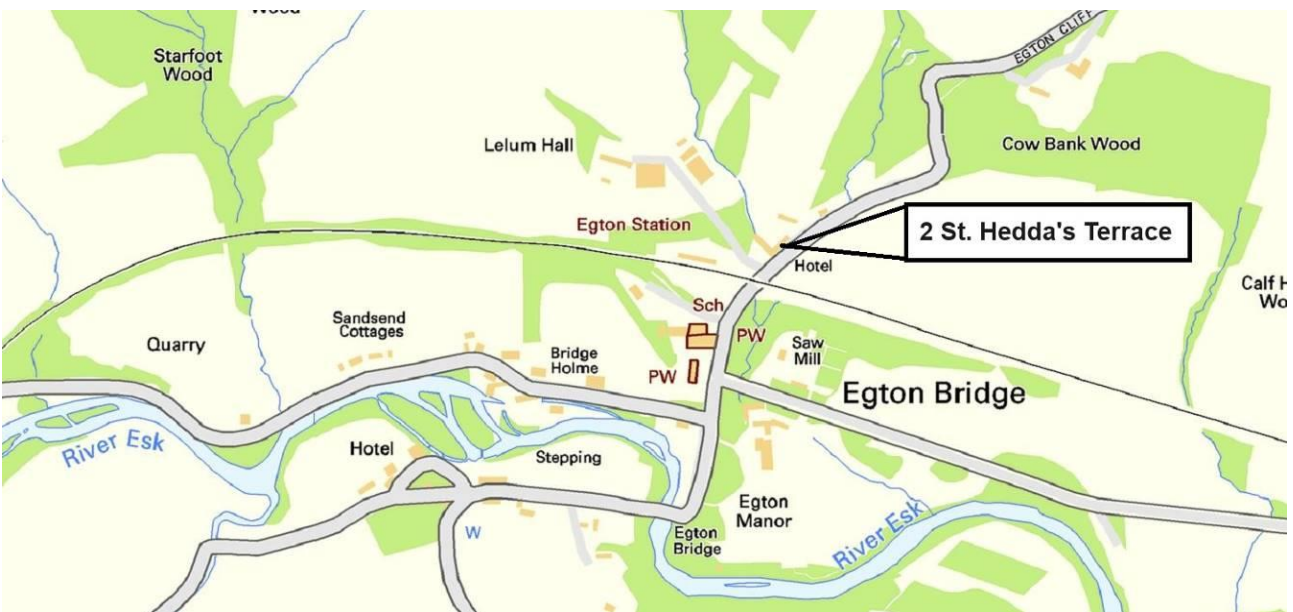 Wood
Starfoot
Wood
EGTON CLIFF
Lelum Hall
Cow Bank Wood
Egton Station
2 St. Hedda's Terrace
Hotel
Calf H
Wo
Sch
Sandsend
Cottages
Quarry
PW
Saw
Mill
Bridge
Holme
PW
Egton Bridge
River Esk
Hotel
Stepping
Egton
Manor
W
Egton
Bridge
River Esk